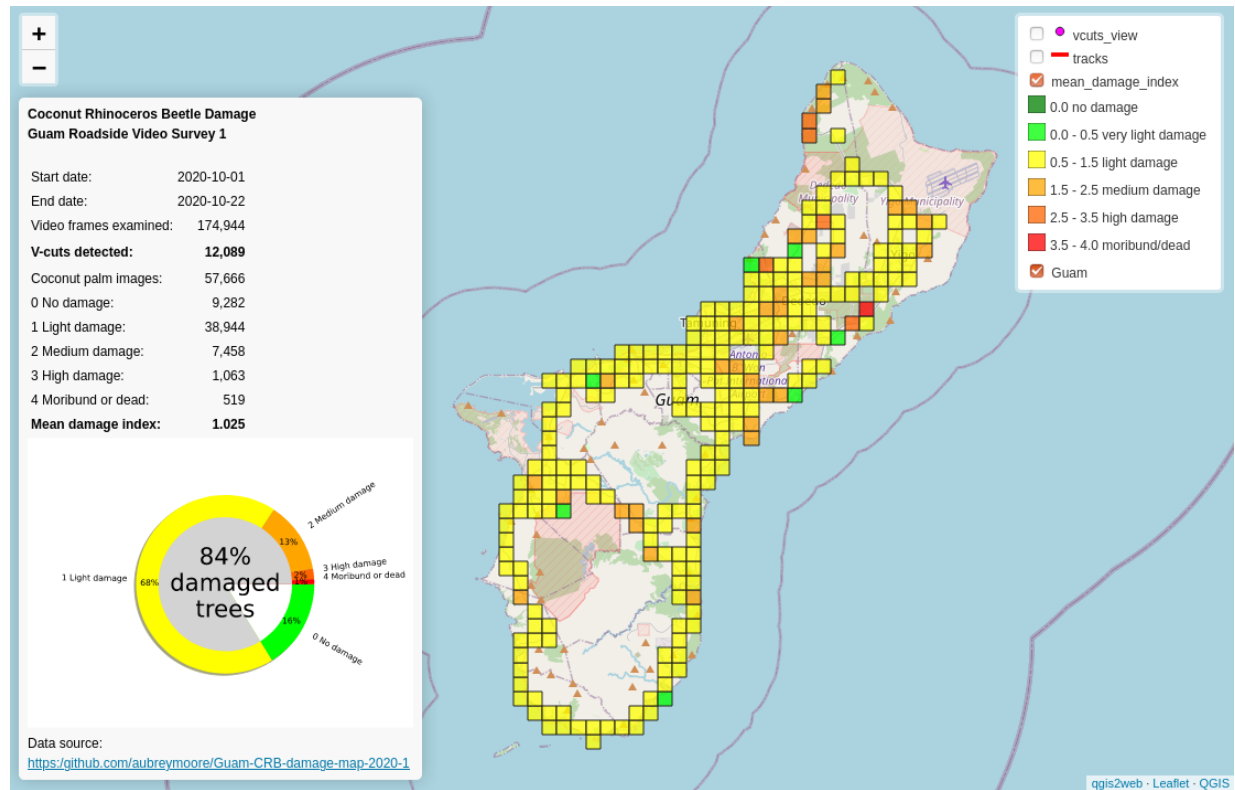 +
−
Coconut Rhinoceros Beetle Damage
Guam Roadside Video Survey 1
Start date: 2020-10-01
End date: 2020-10-22
Video frames examined: 174,944
V-cuts detected: 12,089
Coconut palm images: 57,666
0 No damage: 9,282
1 Light damage: 38,944
2 Medium damage: 7,458
3 High damage: 1,063
4 Moribund or dead: 519
Mean damage index: 1.025
2 Medium damage
13%
3 High damage
2%
4 Moribund or dead
1%
1 Light damage
68%
84%
damaged
trees
16%
0 No damage
Data source:
https:/github.com/aubreymoore/Guam-CRB-damage-map-2020-1
vcuts_view
tracks
mean_damage_index
0.0 no damage
0.0 - 0.5 very light damage
0.5 - 1.5 light damage
1.5 - 2.5 medium damage
2.5 - 3.5 high damage
3.5 - 4.0 moribund/dead
Guam
Municipality
Municipality
Tamuning
Guam
qgis2web · Leaflet · QGIS